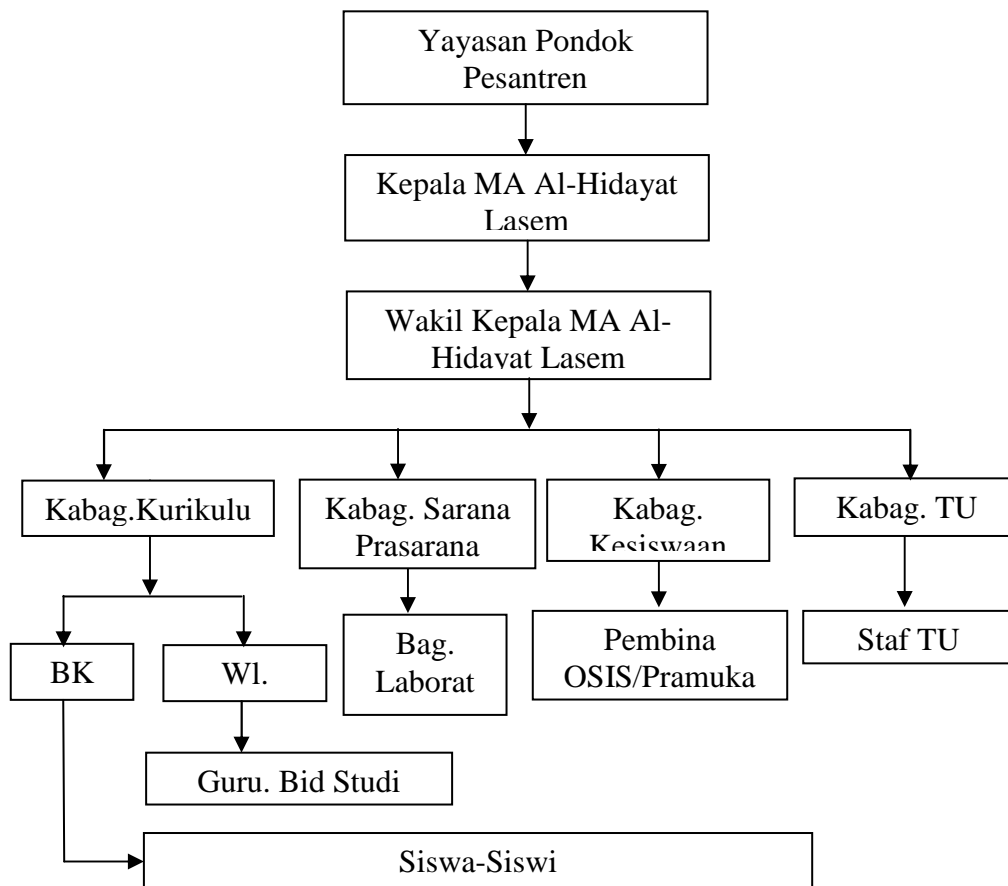 Yayasan Pondok
Pesantren
Kepala MA Al-Hidayat
Lasem
Wakil Kepala MA Al-
Hidayat Lasem
Kabag.Kurikulu
Kabag. Sarana
Prasarana
Kabag.
Kesiswaan
Kabag. TU
BK
Wl.
Bag.
Laborat
Pembina
OSIS/Pramuka
Staf TU
Guru. Bid Studi
Siswa-Siswi